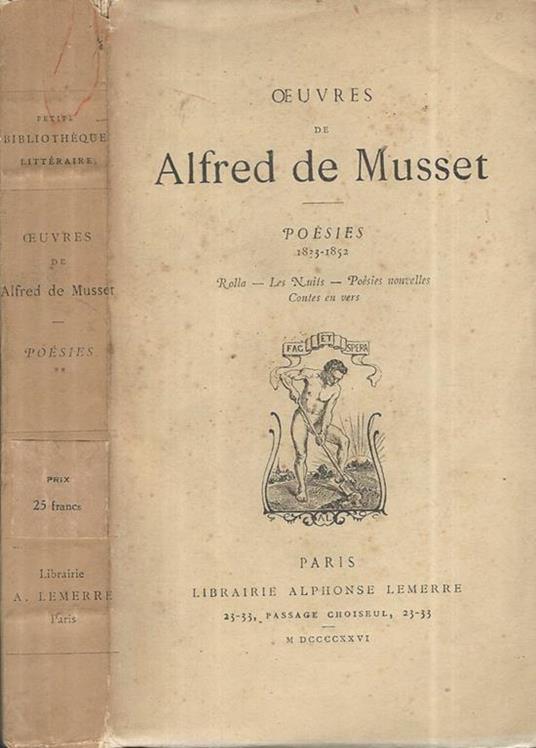 PETITE
BIBLIOTHÈQUE
LITTÉRAIRE
ŒUVRES
DE
Alfred de Musset
POÉSIES
**
PRIX
25 francs
Librairie
A. LEMERRE
Paris
ŒUVRES
DE
Alfred de Musset
POÉSIES
1833-1852
Rolla — Les Nuits — Poésies nouvelles
Contes en vers
FAC ET SPERA
AL
PARIS
LIBRAIRIE ALPHONSE LEMERRE
23-33, PASSAGE CHOISEUL, 23-33
M DCCCCXXVI